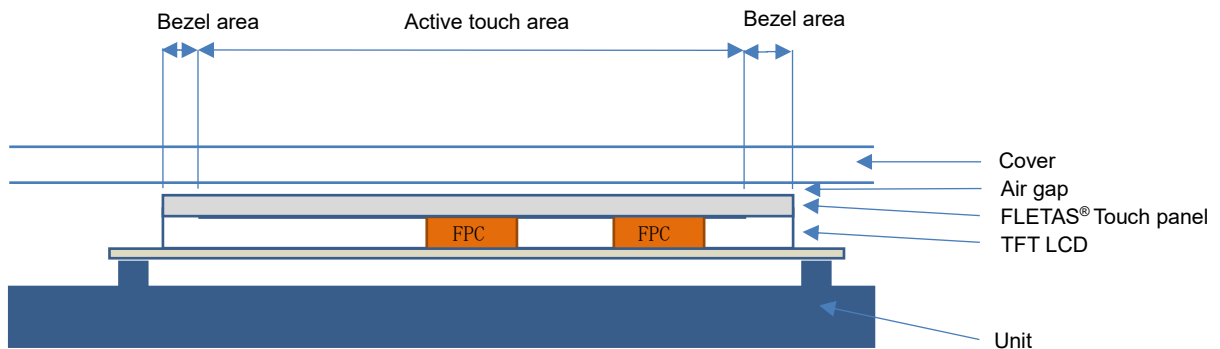 Bezel area
Active touch area
Bezel area
Cover
Air gap
FLETAS® Touch panel
TFT LCD
FPC
FPC
Unit